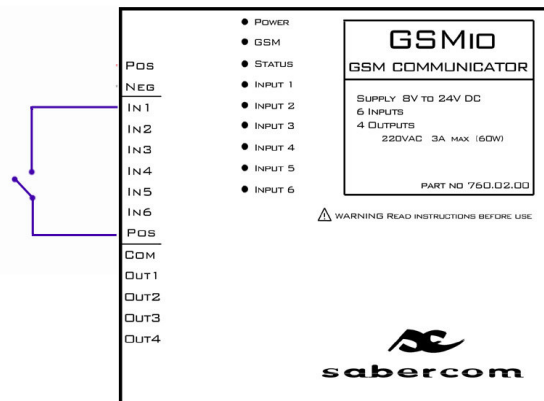 POS
NEG
IN1
IN2
IN3
IN4
IN5
IN6
POS
COM
OUT1
OUT2
OUT3
OUT4
POWER
GSM
STATUS
INPUT 1
INPUT 2
INPUT 3
INPUT 4
INPUT 5
INPUT 6
GSMIO
GSM COMMUNICATOR
SUPPLY 8V TO 24V DC
6 INPUTS
4 OUTPUTS
220VAC 3A MAX (60W)
PART NO 760.02.00
WARNING READ INSTRUCTIONS BEFORE USE
sabercom